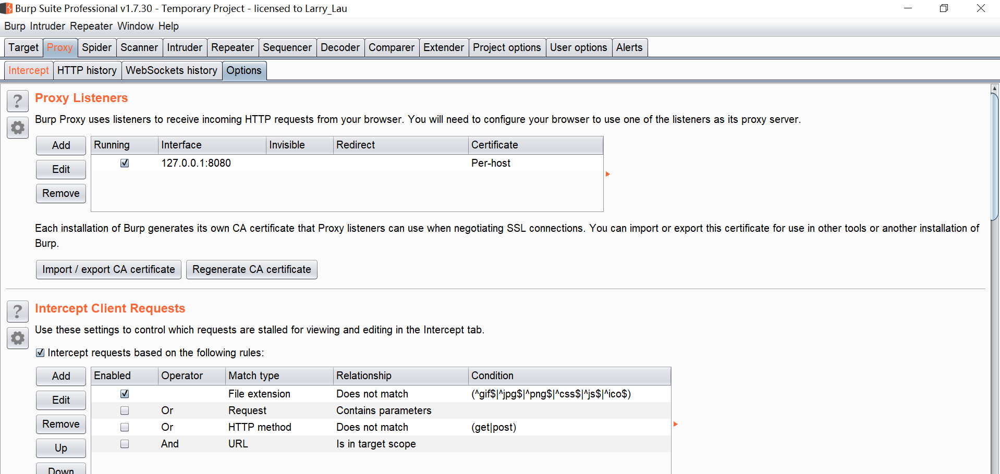 Burp Suite Professional v1.7.30 - Temporary Project - licensed to Larry_Lau
Burp Intruder Repeater Window Help
Target Proxy Spider Scanner Intruder Repeater Sequencer Decoder Comparer Extender Project options User options Alerts
Intercept HTTP history WebSockets history Options
? Proxy Listeners
Burp Proxy uses listeners to receive incoming HTTP requests from your browser. You will need to configure your browser to use one of the listeners as its proxy server.
Add Running Interface Invisible Redirect Certificate
127.0.0.1:8080 Per-host
Edit
Remove
Each installation of Burp generates its own CA certificate that Proxy listeners can use when negotiating SSL connections. You can import or export this certificate for use in other tools or another installation of
Burp.
Import / export CA certificate Regenerate CA certificate
? Intercept Client Requests
Use these settings to control which requests are stalled for viewing and editing in the Intercept tab.
Intercept requests based on the following rules:
Add Enabled Operator Match type Relationship Condition
File extension Does not match (^gif$|^jpg$|^png$|^css$|^js$|^ico$)
Edit
Or Request Contains parameters
Remove Or HTTP method Does not match (get|post)
Up And URL Is in target scope
Down